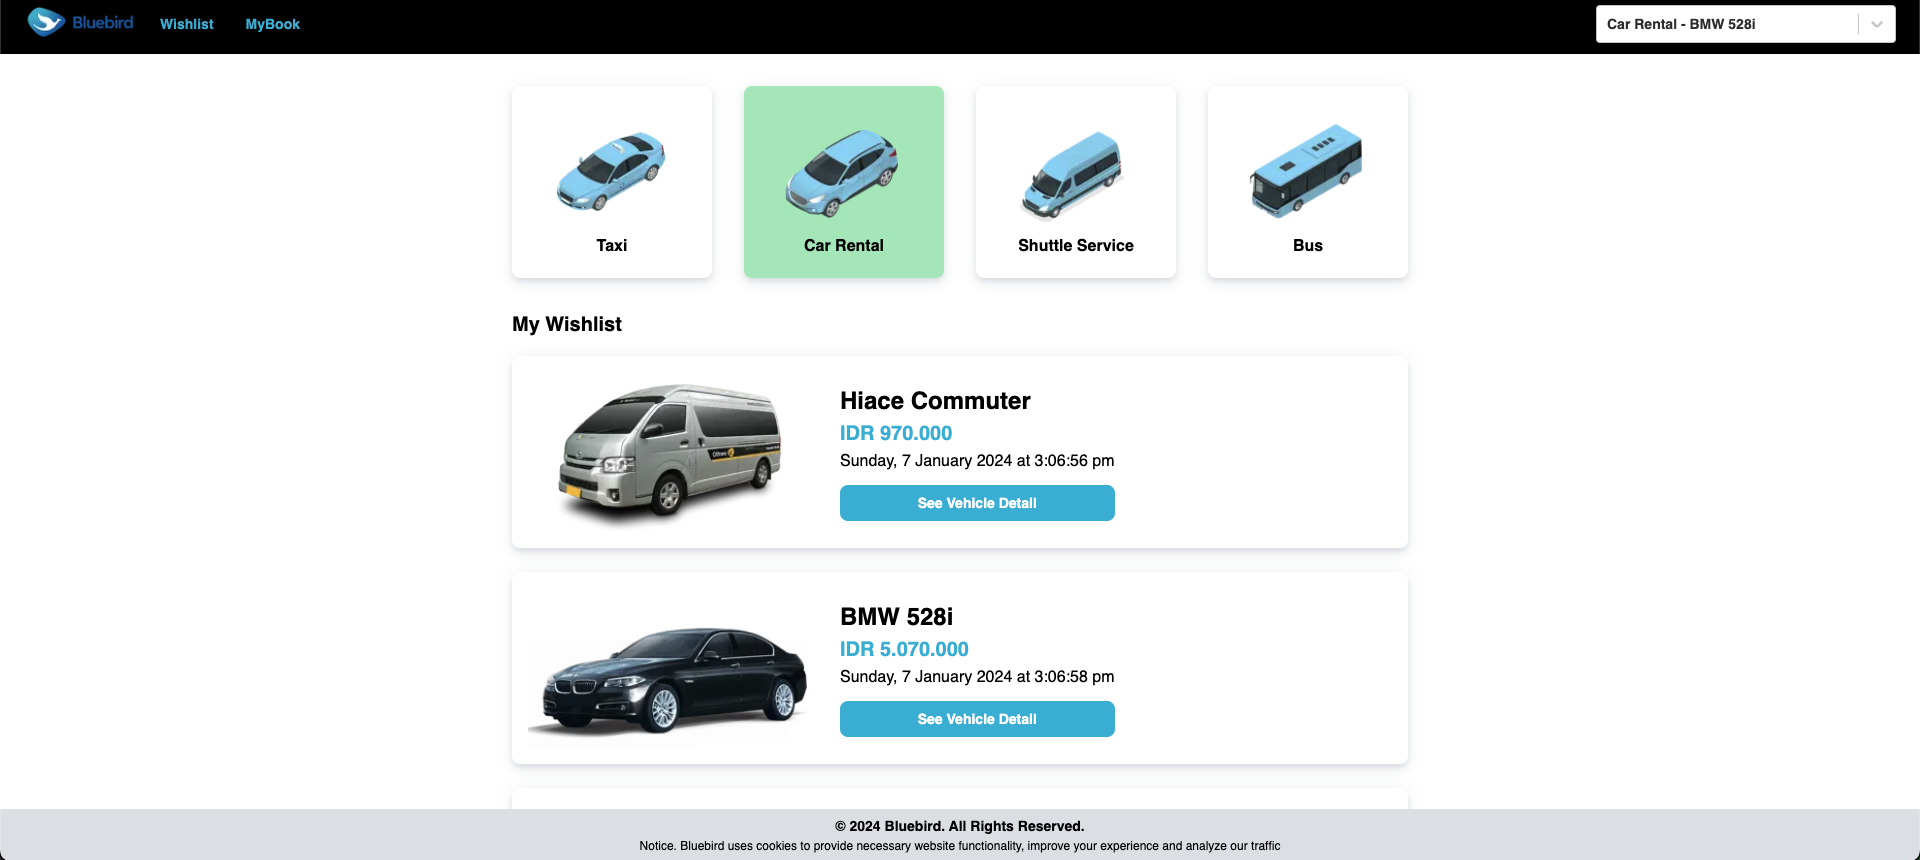 Bluebird Wishlist MyBook Car Rental - BMW 528i
Taxi Car Rental Shuttle Service Bus
My Wishlist
Hiace Commuter
IDR 970.000
Sunday, 7 January 2024 at 3:06:56 pm
See Vehicle Detail
BMW 528i
IDR 5.070.000
Sunday, 7 January 2024 at 3:06:58 pm
See Vehicle Detail
© 2024 Bluebird. All Rights Reserved.
Notice. Bluebird uses cookies to provide necessary website functionality, improve your experience and analyze our traffic